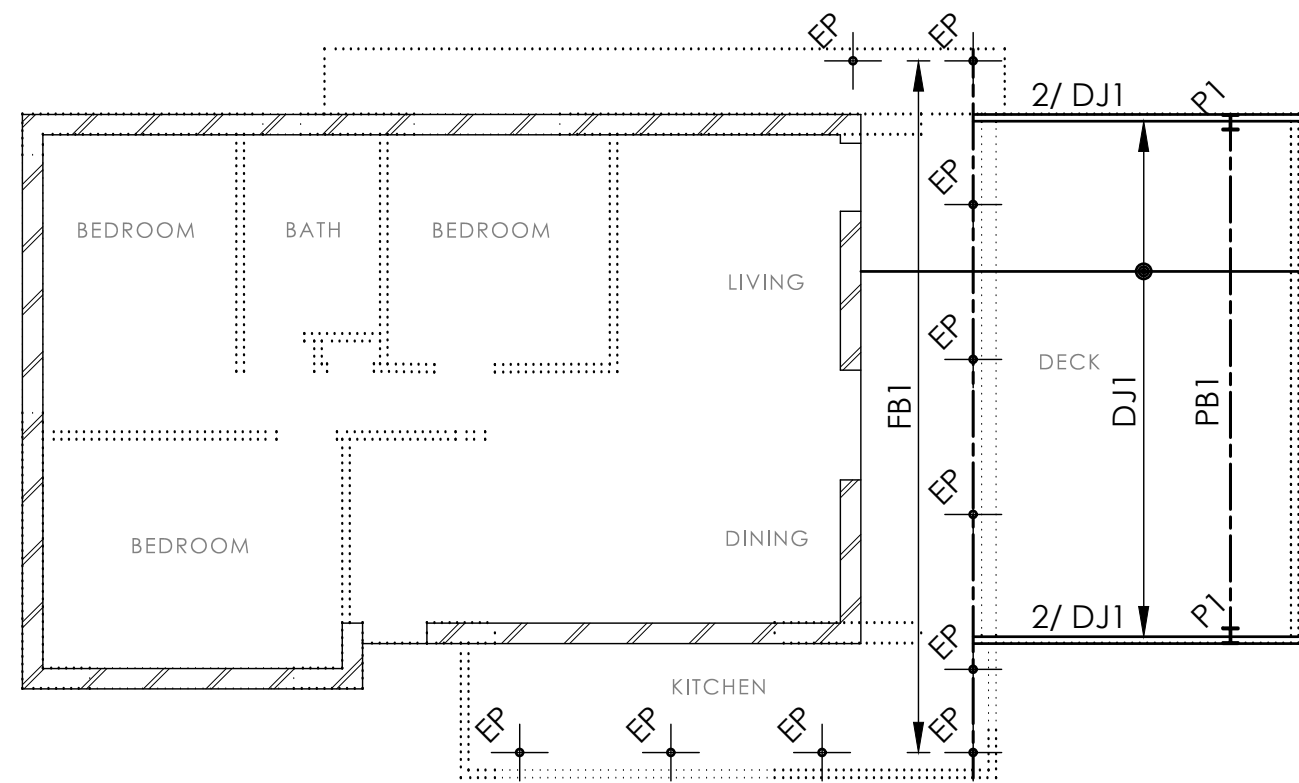 EP
EP
2/ DJ1
P1
EP
BEDROOM
BATH
BEDROOM
LIVING
EP
DECK
FB1
DJ1
PB1
EP
BEDROOM
DINING
2/ DJ1
P1
EP
KITCHEN
EP
EP
EP
EP